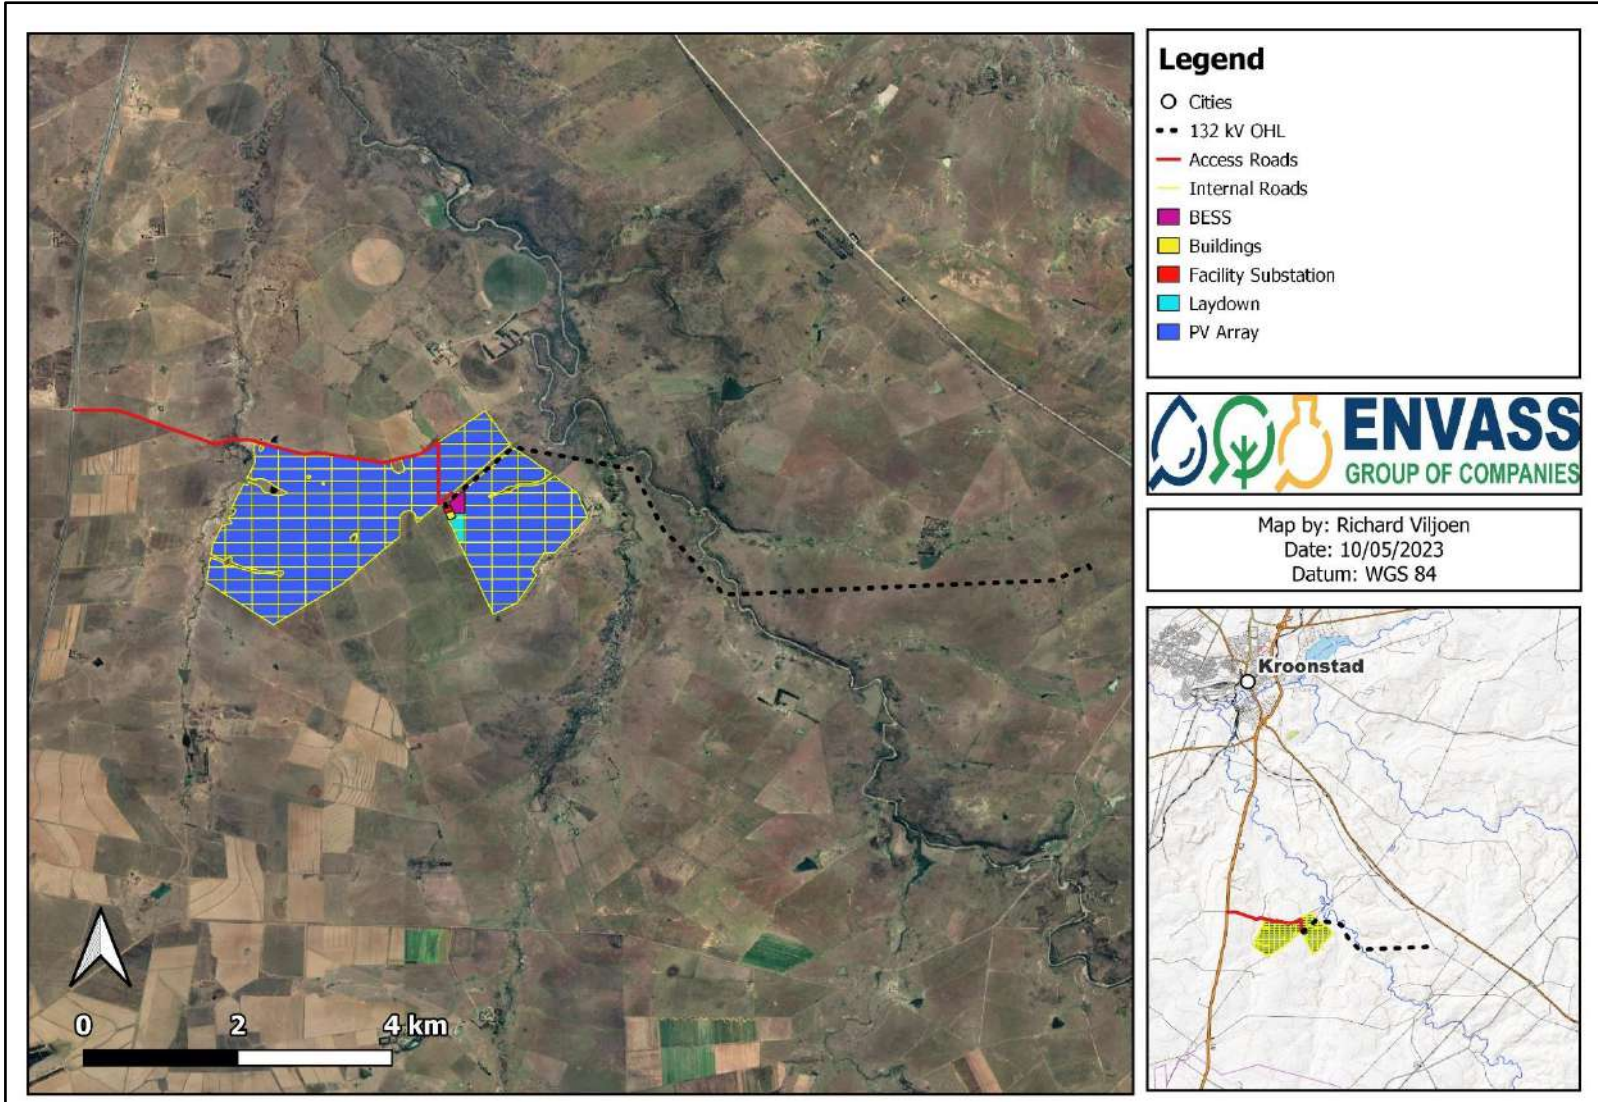 Legend
Cities
132 kV OHL
Access Roads
Internal Roads
BESS
Buildings
Facility Substation
Laydown
PV Array
ENVASS
GROUP OF COMPANIES
Map by: Richard Viljoen
Date: 10/05/2023
Datum: WGS 84
Kroonstad
0 2 4 km